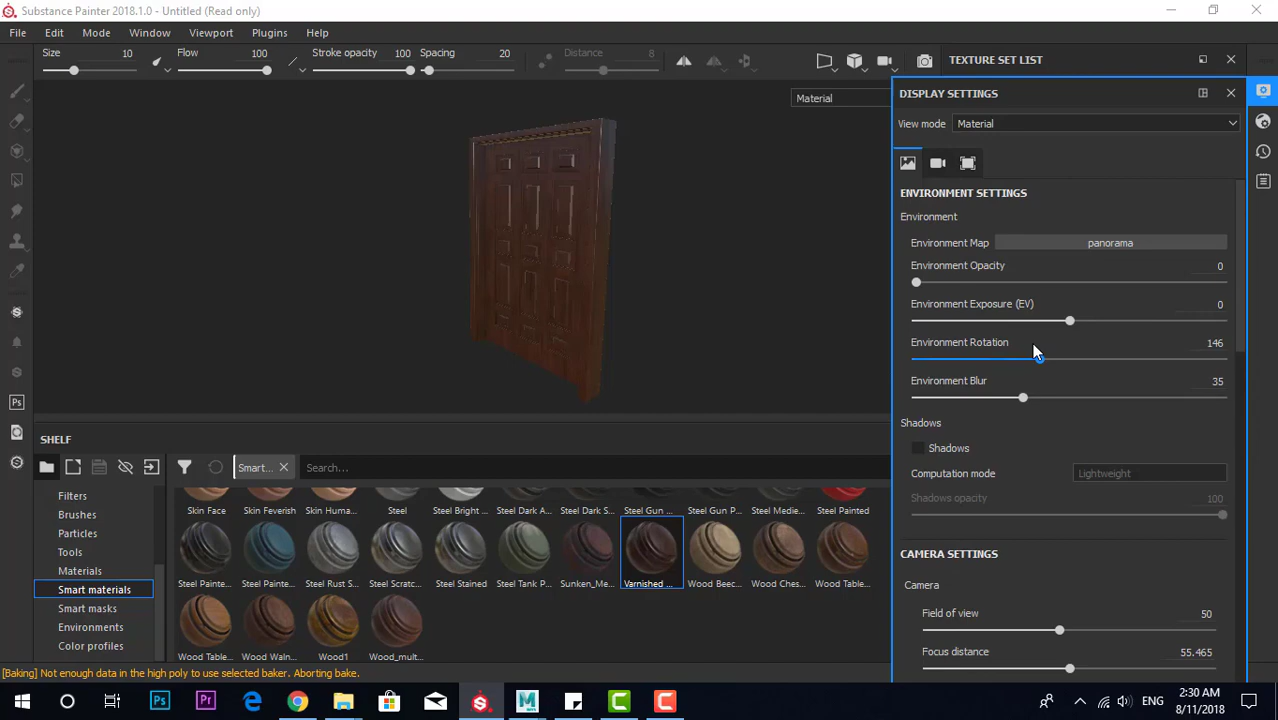 Substance Painter 2018.1.0 - Untitled (Read only)
File Edit Mode Window Viewport Plugins Help
Size 10 Flow 100 Stroke opacity 100 Spacing 20 Distance 8
TEXTURE SET LIST
Material
DISPLAY SETTINGS
View mode Material
ENVIRONMENT SETTINGS
Environment
Environment Map panorama
Environment Opacity 0
Environment Exposure (EV) 0
Environment Rotation 146
Environment Blur 35
Shadows
Shadows
Computation mode Lightweight
Shadows opacity 100
CAMERA SETTINGS
Camera
Field of view 50
Focus distance 55.465
SHELF
Smart... Search...
Filters
Brushes
Particles
Tools
Materials
Smart materials
Smart masks
Environments
Color profiles
Skin Face Skin Feverish Skin Huma... Steel Steel Bright ... Steel Dark A... Steel Dark S... Steel Gun ... Steel Gun P... Steel Medie... Steel Painted
Steel Painte... Steel Painte... Steel Rust S... Steel Scratc... Steel Stained Steel Tank P... Sunken_Me... Varnished ... Wood Beec... Wood Ches... Wood Table...
Wood Table... Wood Waln... Wood1 Wood_mult...
[Baking] Not enough data in the high poly to use selected baker. Aborting bake.
Ps
Ps Pr
ENG
2:30 AM
8/11/2018